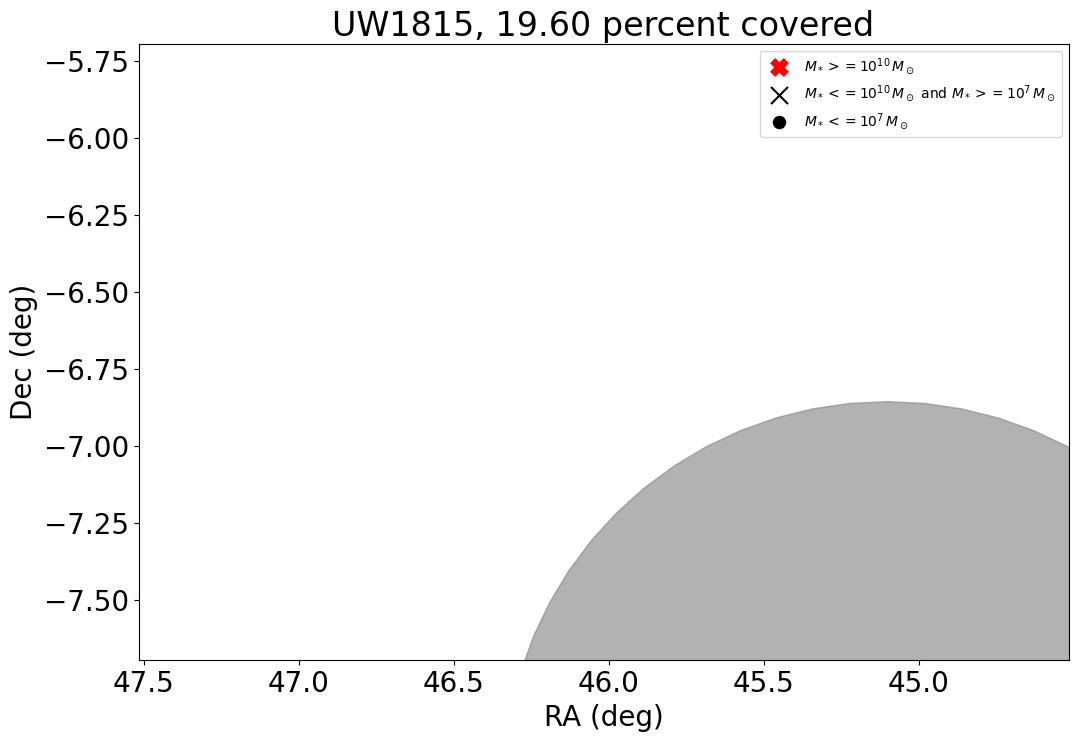 UW1815, 19.60 percent covered
M* >= 10^10 M⊙
M* <= 10^10 M⊙ and M* >= 10^7 M⊙
M* <= 10^7 M⊙
Dec (deg)
−5.75
−6.00
−6.25
−6.50
−6.75
−7.00
−7.25
−7.50
47.5 47.0 46.5 46.0 45.5 45.0
RA (deg)